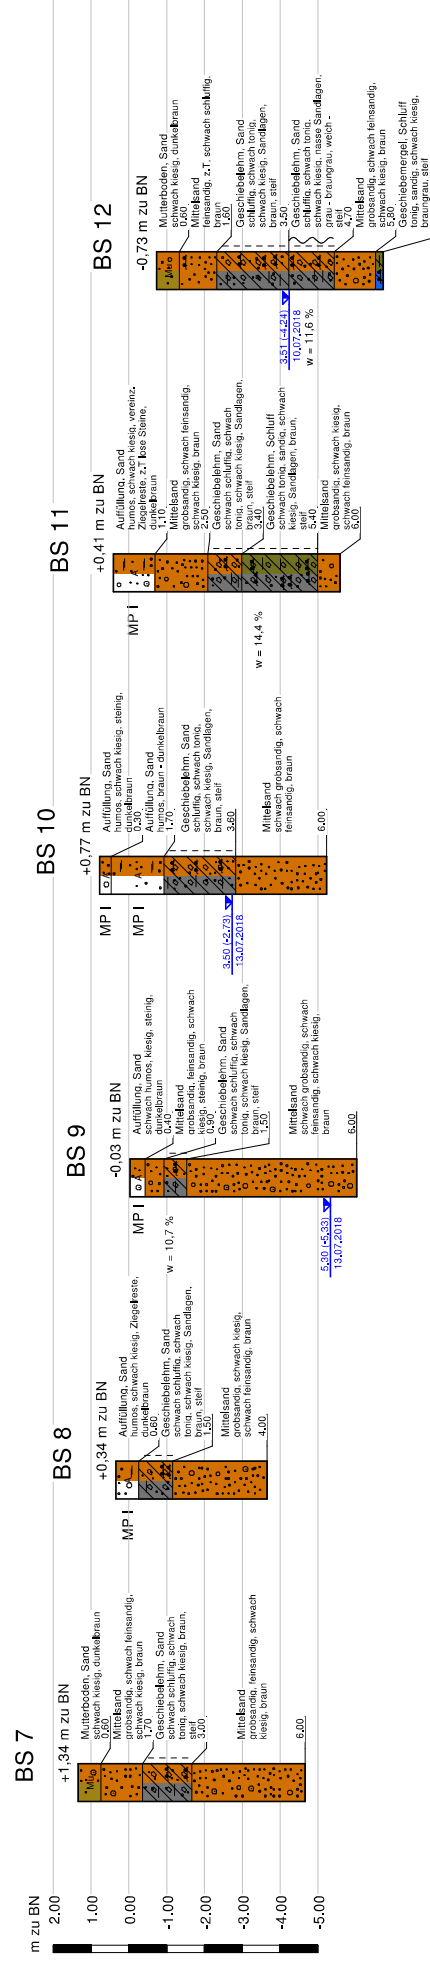 m zu BN
2.00
1.00
0.00
-1.00
-2.00
-3.00
-4.00
-5.00
BS 7
+1,34 m zu BN
Mu
Mutterboden, Sand
schwach kiesig, dunkelbraun
0.60
Mittelsand
grobsandig, schwach feinsandig,
schwach kiesig, braun
1.70
Geschiebelehm, Sand
schwach schluffig, schwach
tonig, schwach kiesig, braun,
steif
3.00
Mittelsand
grobsandig, feinsandig, schwach
kiesig, braun
6.00
BS 8
+0,34 m zu BN
MP I
A
Auffüllung, Sand
humos, schwach kiesig, Ziegelreste,
dunkelbraun
0.60
Geschiebelehm, Sand
schwach schluffig, schwach
tonig, schwach kiesig, Sandlagen,
braun, steif
1.50
Mittelsand
grobsandig, schwach kiesig,
schwach feinsandig, braun
4.00
BS 9
-0,03 m zu BN
MP I
A
w = 10,7 %
Auffüllung, Sand
schwach humos, kiesig, steinig,
dunkelbraun
0.40
Mittelsand
grobsandig, feinsandig, schwach
kiesig, steinig, braun
0.90
Geschiebelehm, Sand
schwach schluffig, schwach
tonig, schwach kiesig, Sandlagen,
braun, steif
1.50
Mittelsand
schwach grobsandig, schwach
feinsandig, schwach kiesig,
braun
6.00
5.30 (-5.33)
13.07.2018
BS 10
+0,77 m zu BN
MP I
MP I
A
A
Auffüllung, Sand
humos, schwach kiesig, steinig,
dunkelbraun
0.30
Auffüllung, Sand
humos, braun - dunkelbraun
1.70
Geschiebelehm, Sand
schluffig, schwach tonig,
schwach kiesig, Sandlagen,
braun, steif
3.60
Mittelsand
schwach grobsandig, schwach
feinsandig, braun
6.00
3.50 (-2.73)
13.07.2018
BS 11
+0,41 m zu BN
MP I
A
w = 14,4 %
Auffüllung, Sand
humos, schwach kiesig, vereinz.
Ziegelreste, z.T lose Steine,
dunkelbraun
1.10
Mittelsand
grobsandig, schwach feinsandig,
schwach kiesig, braun
2.50
Geschiebelehm, Sand
schwach schluffig, schwach
tonig, schwach kiesig, Sandlagen,
braun, steif
3.40
Geschiebelehm, Schluff
schwach tonig, sandig, schwach
kiesig, Sandlagen, braun,
steif
5.40
Mittelsand
grobsandig, schwach kiesig,
schwach feinsandig, braun
6.00
BS 12
-0,73 m zu BN
Mu
Mutterboden, Sand
schwach kiesig, dunkelbraun
0.60
Mittelsand
feinsandig, z.T. schwach schluffig,
braun
1.60
Geschiebelehm, Sand
schluffig, schwach tonig,
schwach kiesig, Sandlagen,
braun, steif
3.50
Geschiebelehm, Sand
schluffig, schwach tonig,
schwach kiesig, nasse Sandlagen,
grau - braungrau, weich -
steif
4.70
Mittelsand
grobsandig, schwach feinsandig,
schwach kiesig, braun
5.80
Geschiebemergel, Schluff
tonig, sandig, schwach kiesig,
braungrau, steif
3.51 (-4.24)
10.07.2018
w = 11,6 %